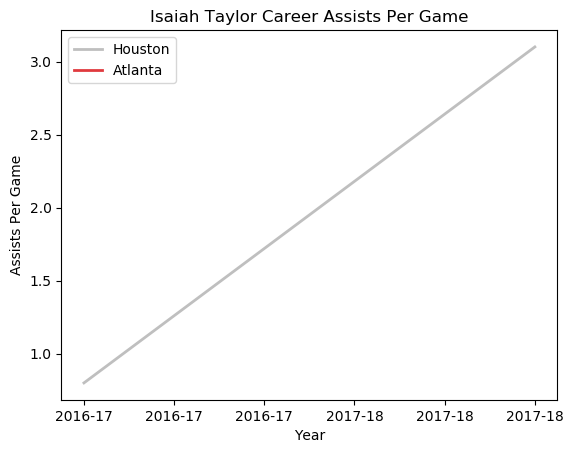 Isaiah Taylor Career Assists Per Game
Houston
Atlanta
3.0
2.5
2.0
1.5
1.0
Assists Per Game
2016-17 2016-17 2016-17 2017-18 2017-18 2017-18
Year